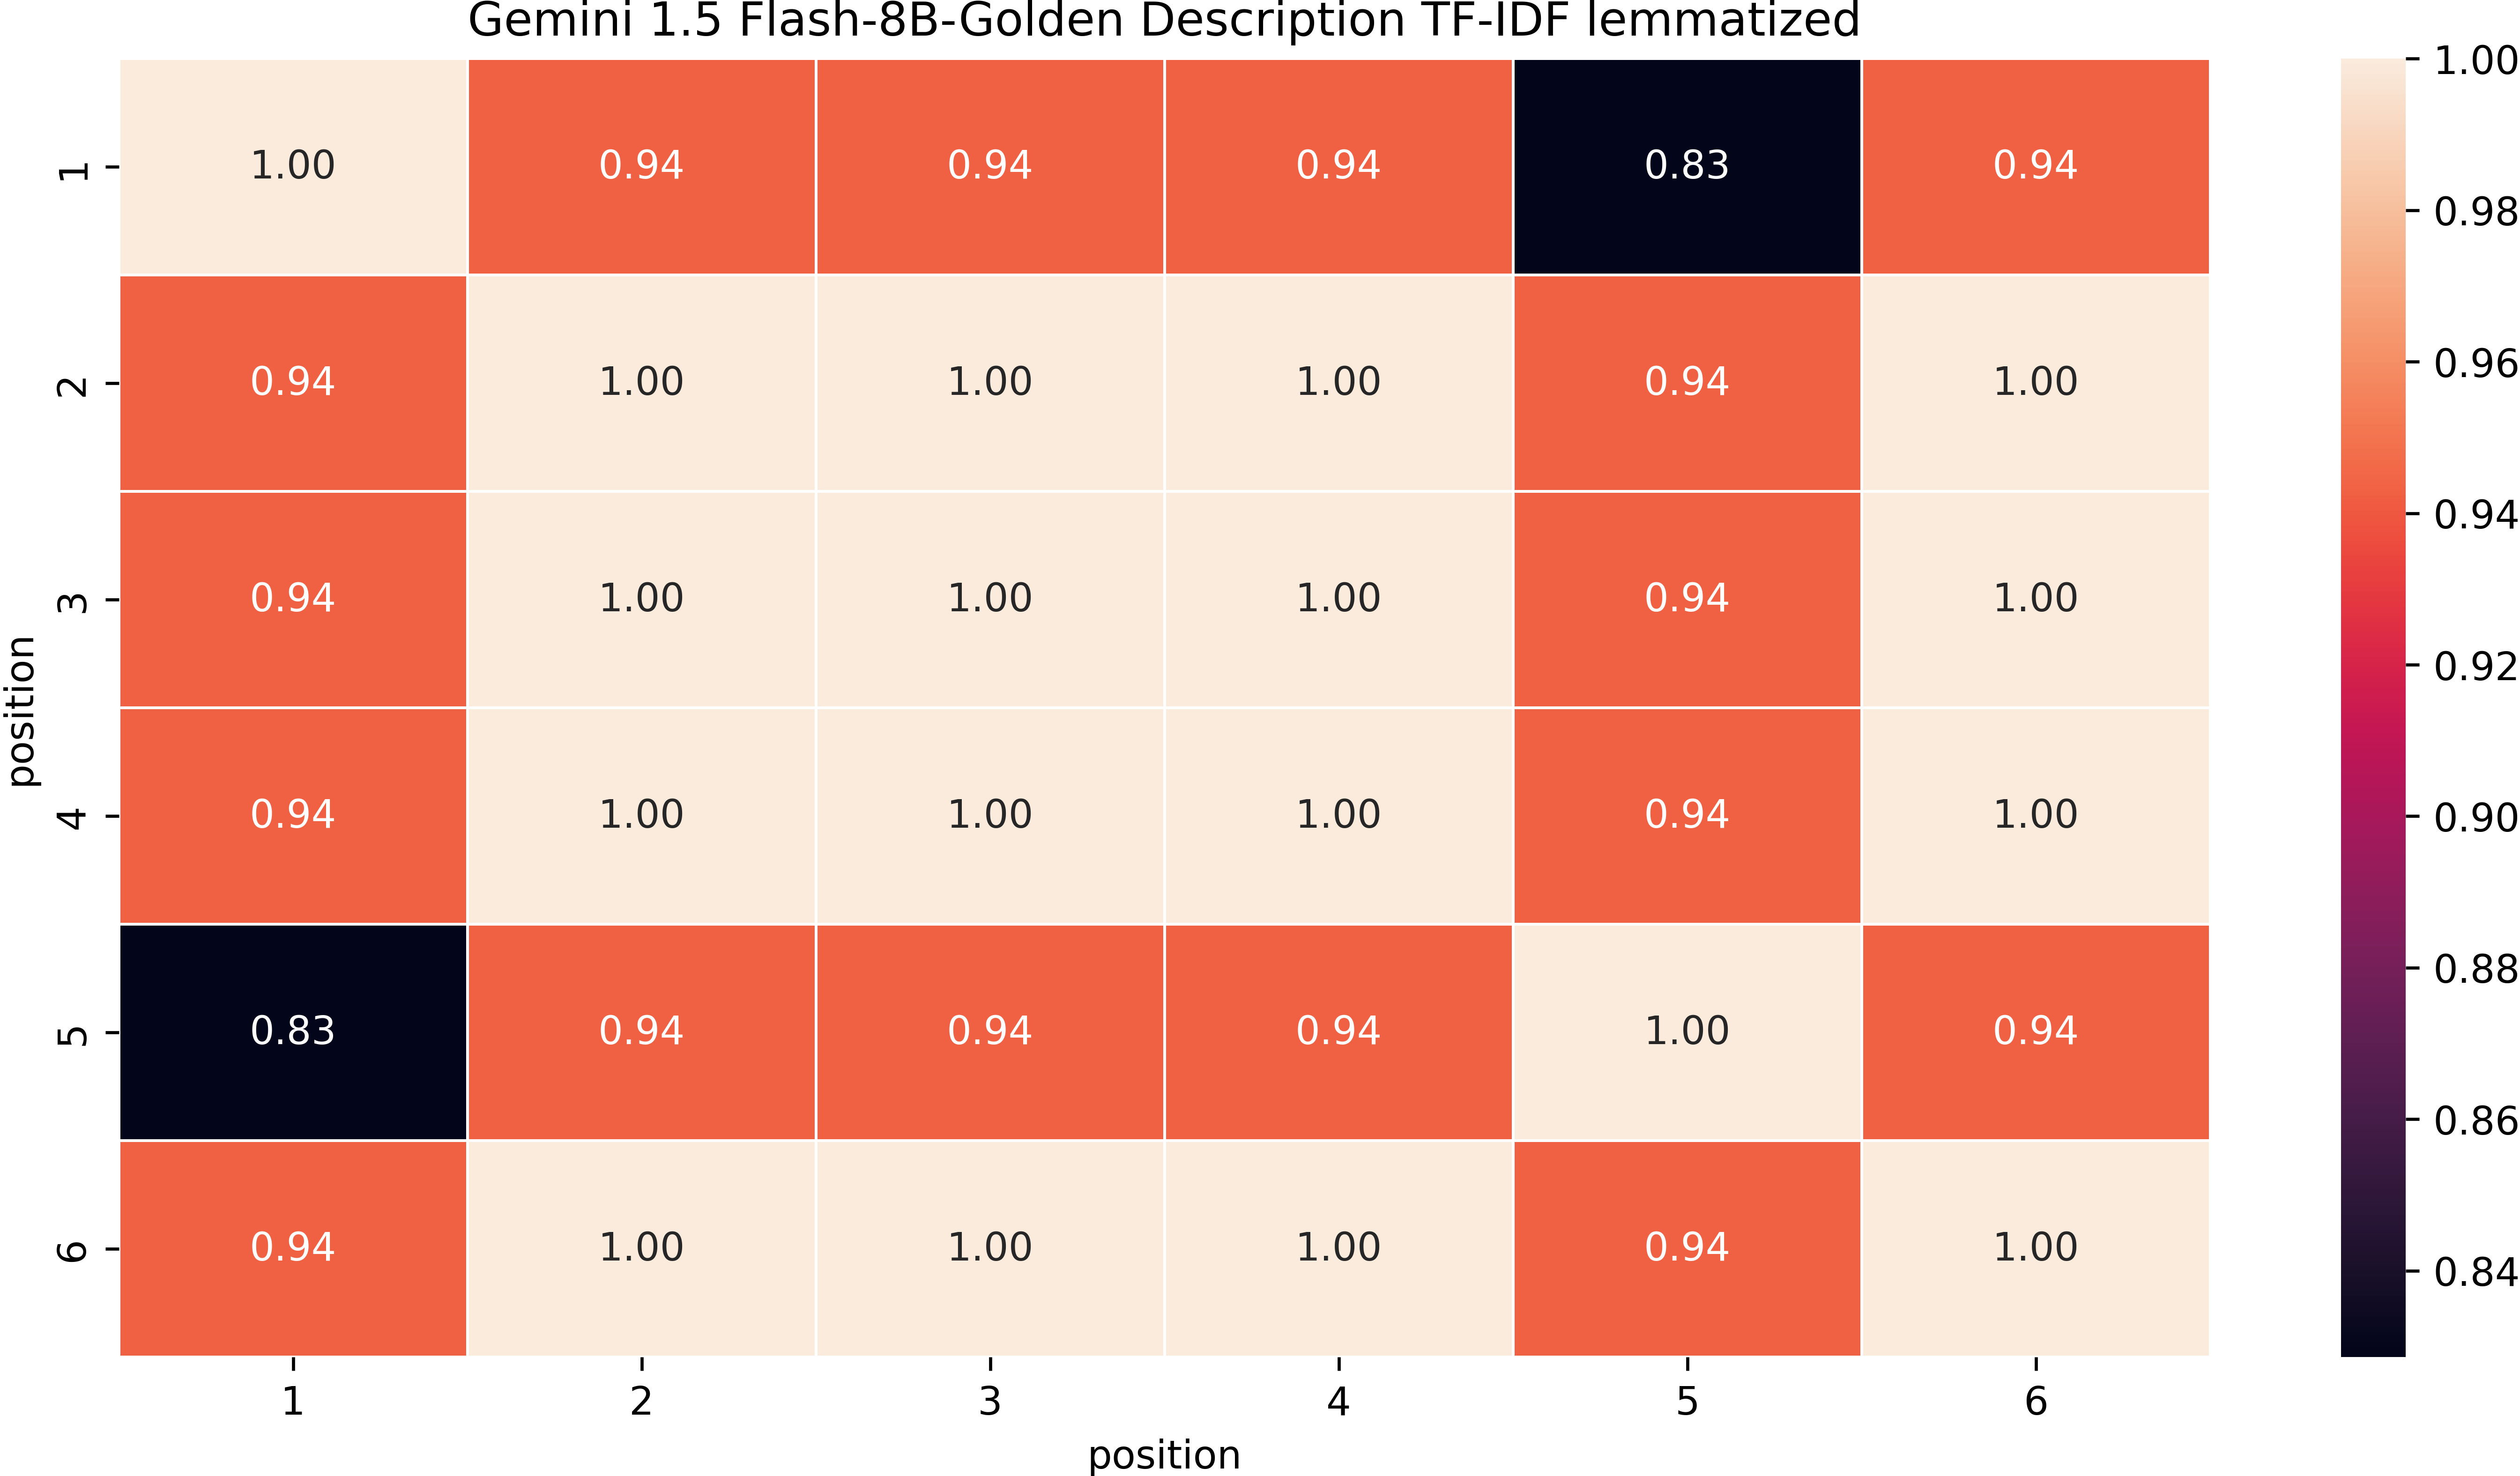 Gemini 1.5 Flash-8B-Golden Description TF-IDF lemmatized
1 1.00 0.94 0.94 0.94 0.83 0.94
2 0.94 1.00 1.00 1.00 0.94 1.00
3 0.94 1.00 1.00 1.00 0.94 1.00
4 0.94 1.00 1.00 1.00 0.94 1.00
5 0.83 0.94 0.94 0.94 1.00 0.94
6 0.94 1.00 1.00 1.00 0.94 1.00
position
1 2 3 4 5 6
position
1.00
0.98
0.96
0.94
0.92
0.90
0.88
0.86
0.84